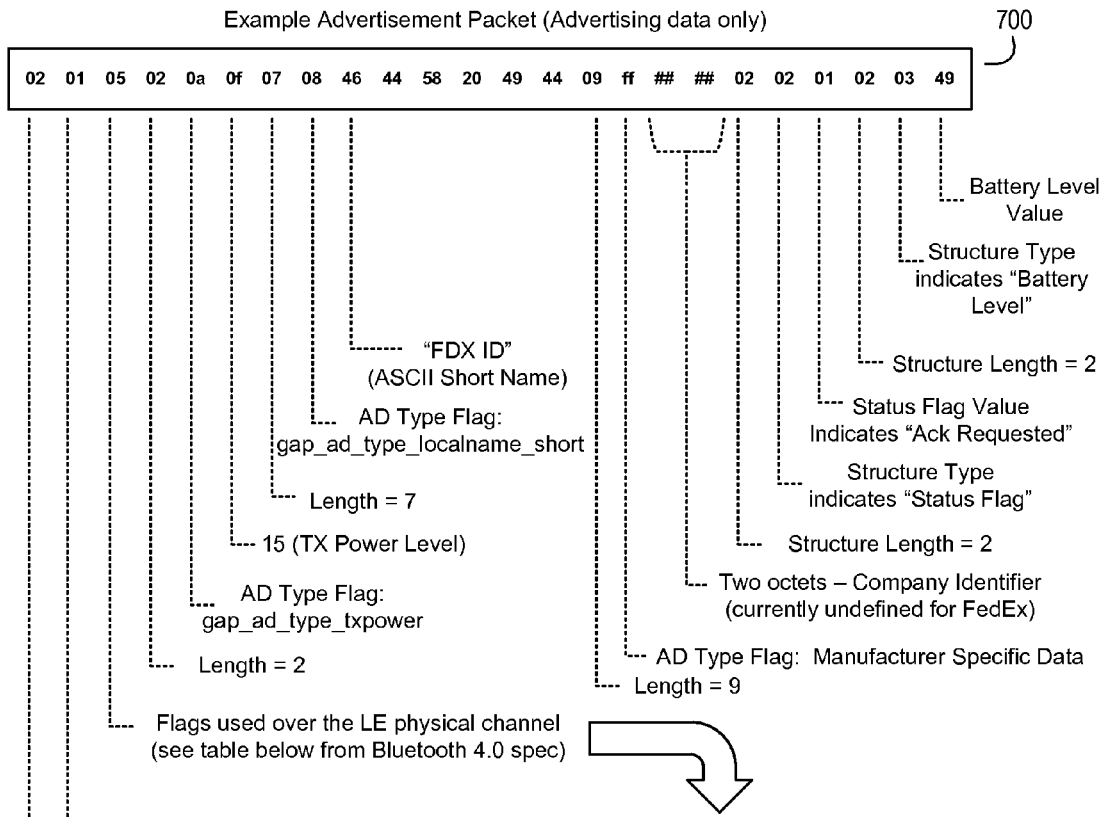 Example Advertisement Packet (Advertising data only)
700
02 01 05 02 0a 0f 07 08 46 44 58 20 49 44 09 ff ## ## 02 02 01 02 03 49
Battery Level
Value
Structure Type
indicates “Battery
Level”
“FDX ID”
(ASCII Short Name)
Structure Length = 2
AD Type Flag:
gap_ad_type_localname_short
Status Flag Value
Indicates “Ack Requested”
Structure Type
indicates “Status Flag”
Length = 7
15 (TX Power Level)
Structure Length = 2
AD Type Flag:
gap_ad_type_txpower
Two octets – Company Identifier
(currently undefined for FedEx)
Length = 2
AD Type Flag: Manufacturer Specific Data
Length = 9
Flags used over the LE physical channel
(see table below from Bluetooth 4.0 spec)